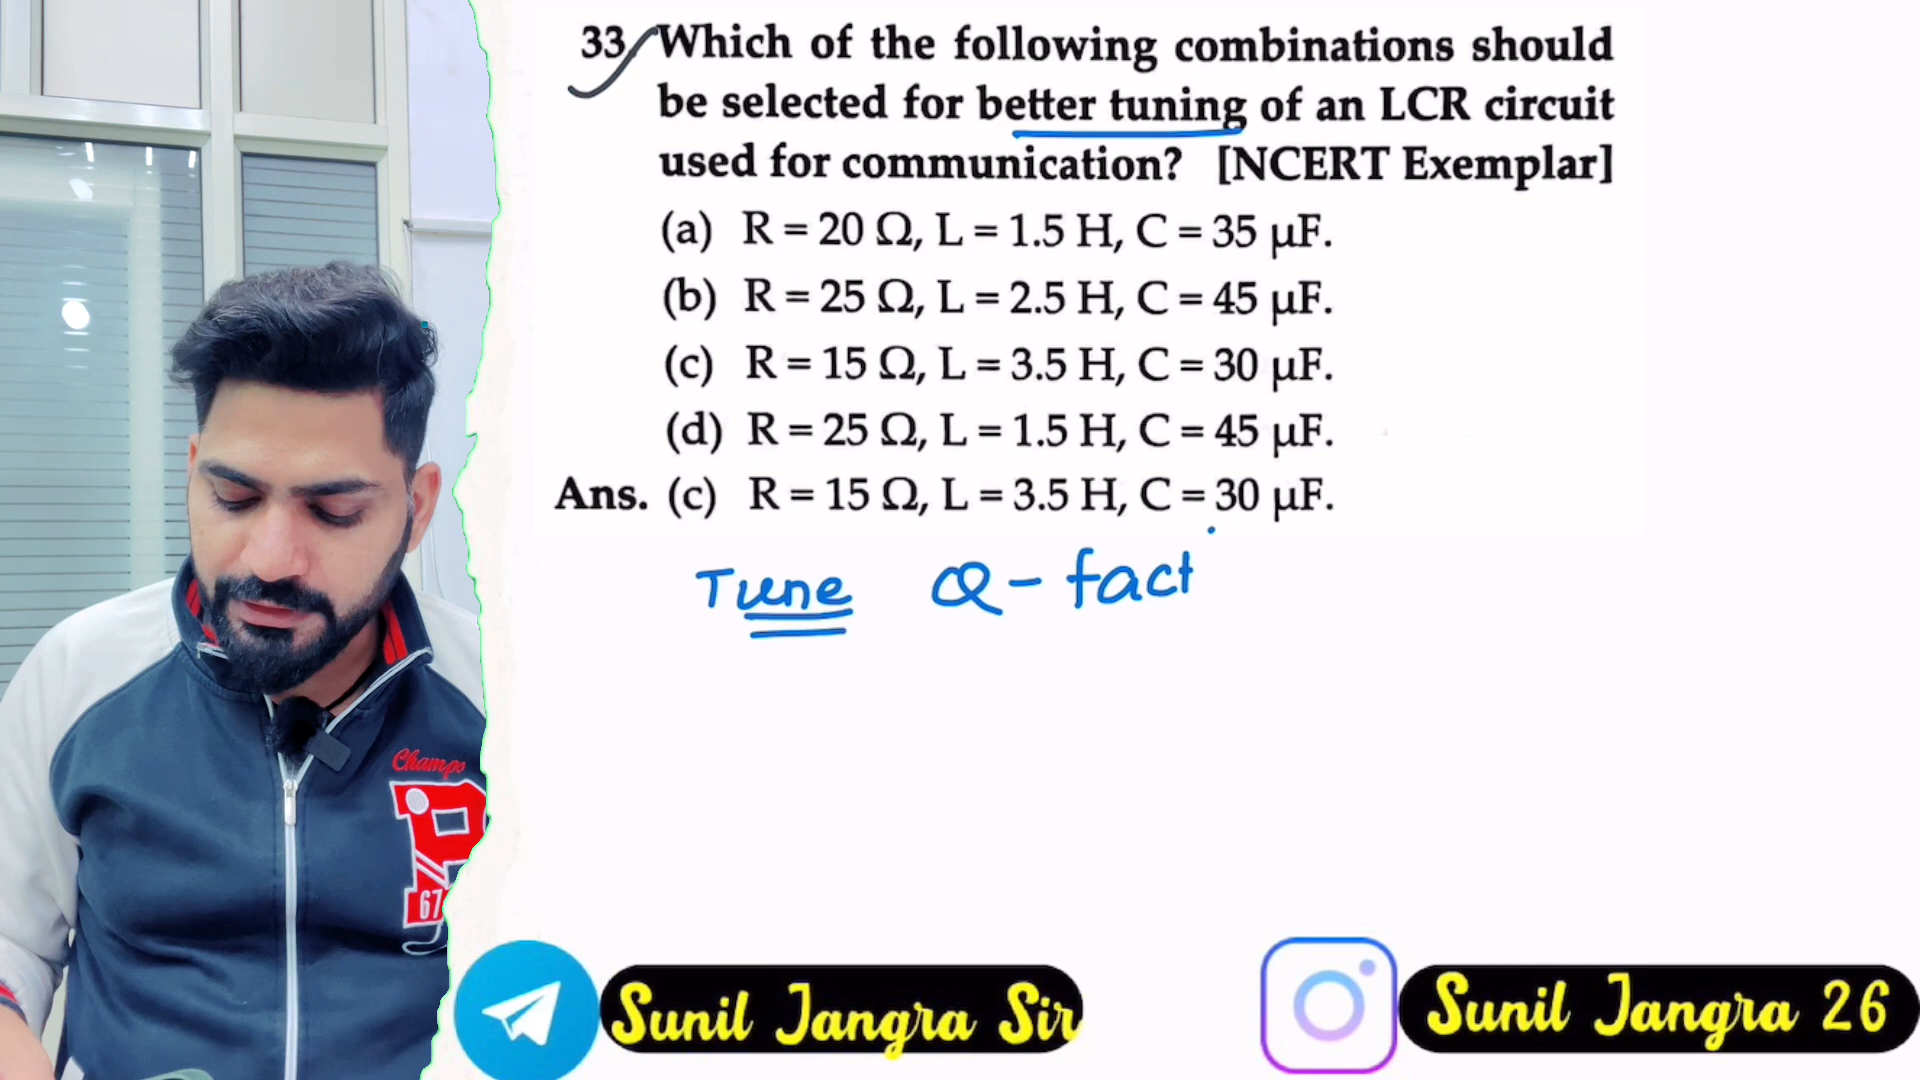 33. Which of the following combinations should
be selected for better tuning of an LCR circuit
used for communication? [NCERT Exemplar]
(a) R = 20 Ω, L = 1.5 H, C = 35 μF.
(b) R = 25 Ω, L = 2.5 H, C = 45 μF.
(c) R = 15 Ω, L = 3.5 H, C = 30 μF.
(d) R = 25 Ω, L = 1.5 H, C = 45 μF.
Ans. (c) R = 15 Ω, L = 3.5 H, C = 30 μF.
Tune Q - fact
Champs
67
Sunil Jangra Sir
Sunil Jangra 26